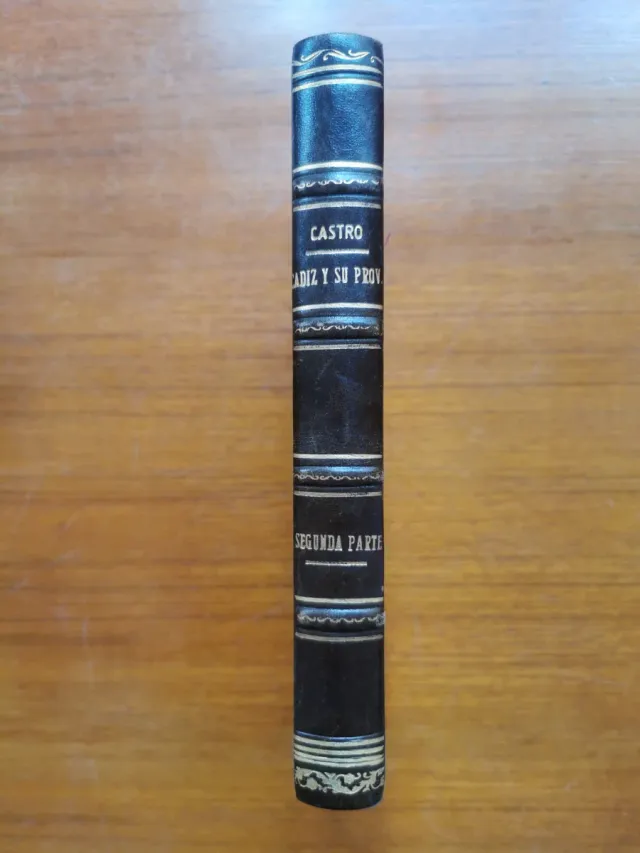 CASTRO
CADIZ Y SU PROV.
SEGUNDA PARTE